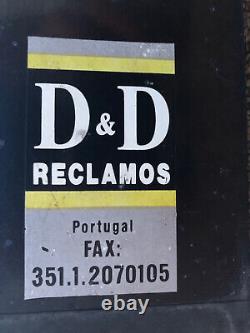 D&D
RECLAMOS
Portugal
FAX:
351.1.2070105